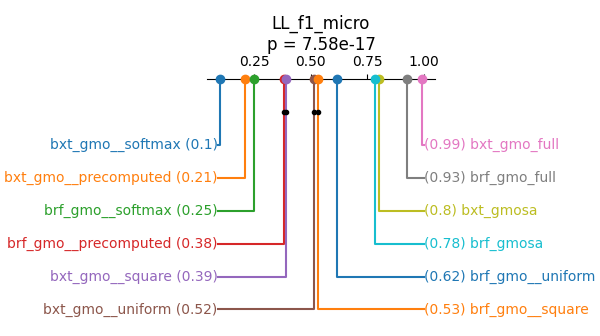 LL_f1_micro
p = 7.58e-17
0.25 0.50 0.75 1.00
bxt_gmo__softmax (0.1)
(0.99) bxt_gmo_full
bxt_gmo__precomputed (0.21)
(0.93) brf_gmo_full
brf_gmo__softmax (0.25)
(0.8) bxt_gmosa
brf_gmo__precomputed (0.38)
(0.78) brf_gmosa
bxt_gmo__square (0.39)
(0.62) brf_gmo__uniform
bxt_gmo__uniform (0.52)
(0.53) brf_gmo__square